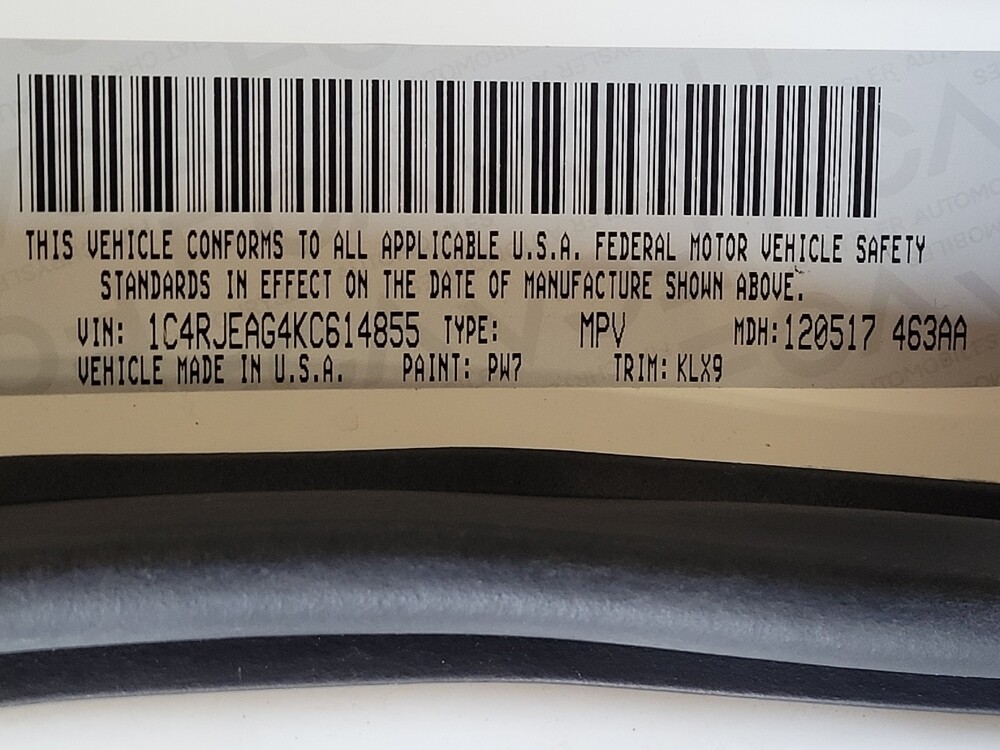 THIS VEHICLE CONFORMS TO ALL APPLICABLE U.S.A. FEDERAL MOTOR VEHICLE SAFETY
STANDARDS IN EFFECT ON THE DATE OF MANUFACTURE SHOWN ABOVE.
VIN: 1C4RJEAG4KC614855 TYPE: MPV MDH: 120517 463AA
VEHICLE MADE IN U.S.A. PAINT: PW7 TRIM: KLX9